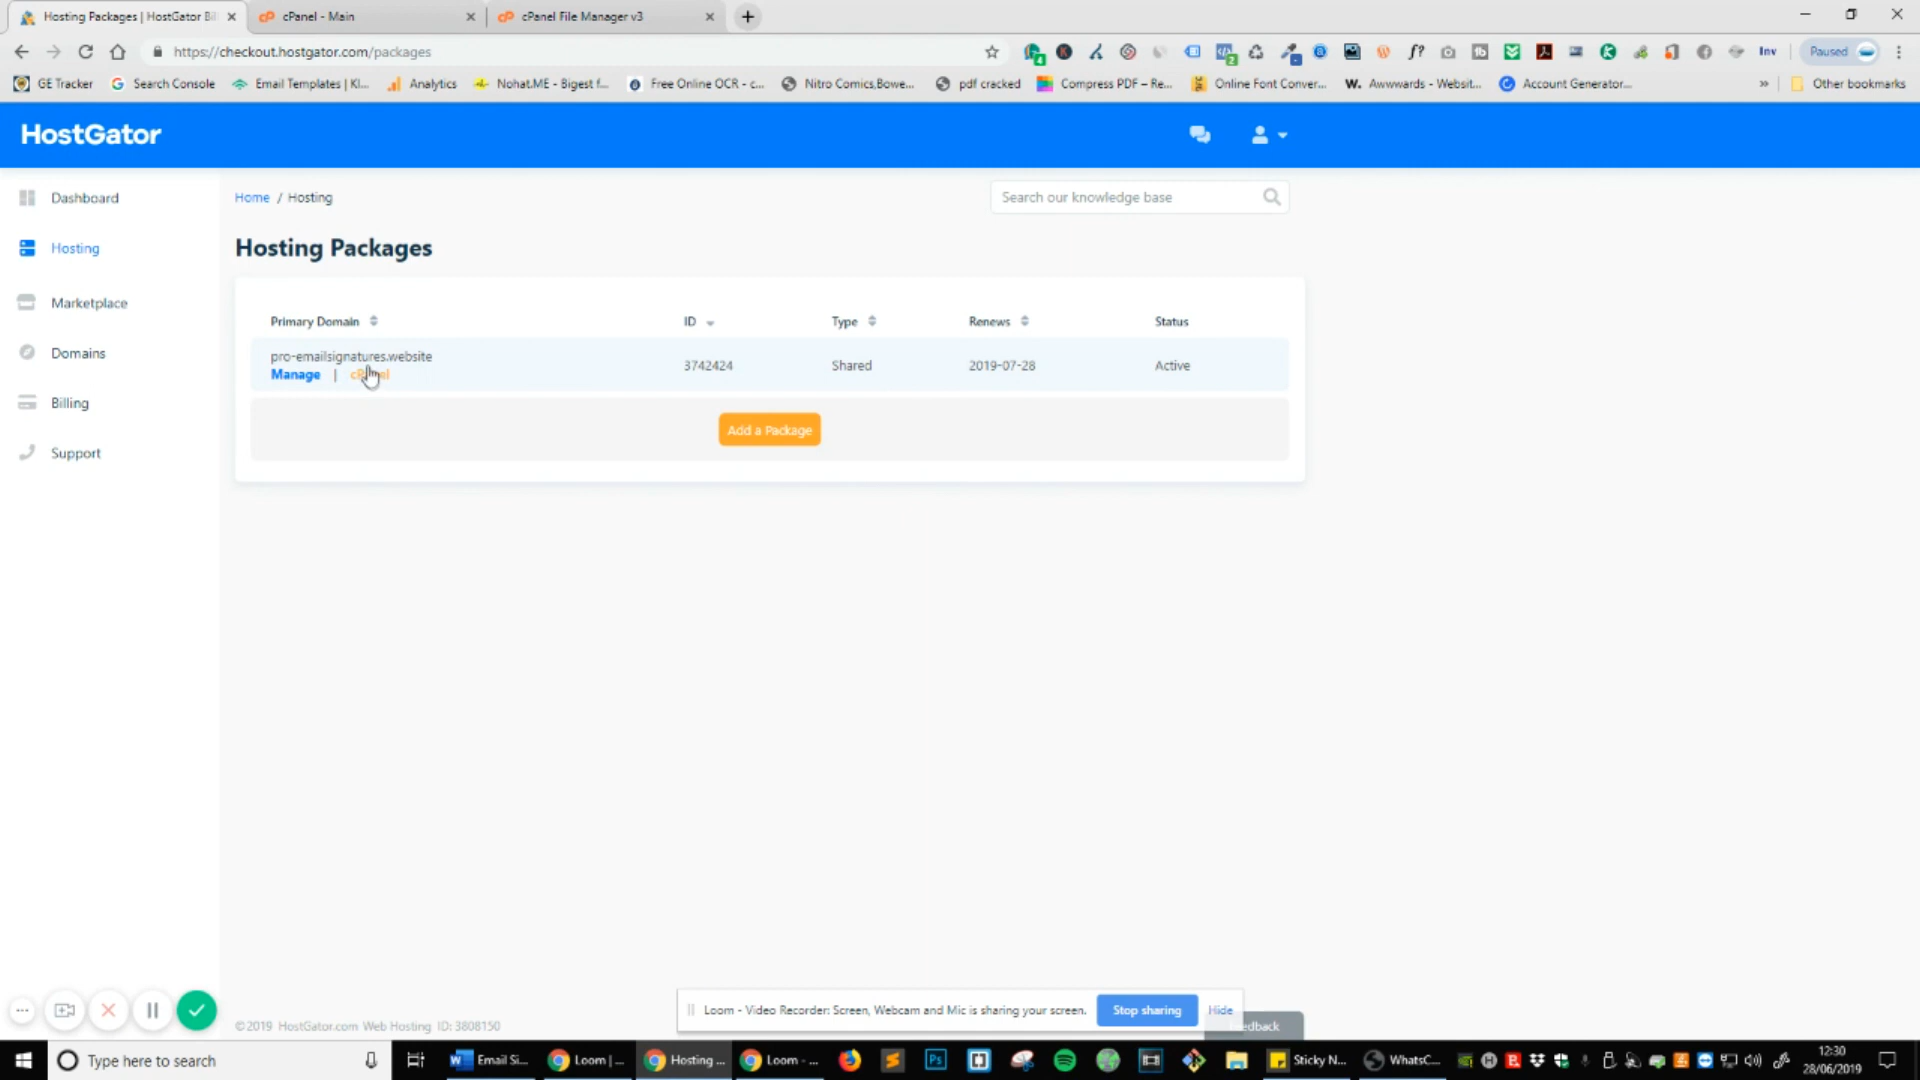 Hosting Packages | HostGator Bil
cPanel - Main
cPanel File Manager v3
https://checkout.hostgator.com/packages
Inv
Paused
GE Tracker
Search Console
Email Templates | Kl...
Analytics
Nohat.ME - Bigest f...
Free Online OCR - c...
Nitro Comics,Bowe...
pdf cracked
Compress PDF – Re...
Online Font Conver...
Awwwards - Websit...
Account Generator...
Other bookmarks
HostGator
Dashboard
Hosting
Marketplace
Domains
Billing
Support
Home / Hosting
Search our knowledge base
Hosting Packages
Primary Domain ID Type Renews Status
pro-emailsignatures.website 3742424 Shared 2019-07-28 Active
Manage | cPanel
Add a Package
Loom - Video Recorder: Screen, Webcam and Mic is sharing your screen. Stop sharing Hide
©2019 HostGator.com Web Hosting ID: 3808150
Type here to search
Email Si...
Loom | ...
Hosting ...
Loom - ...
Ps
Sticky N...
WhatsC...
12:30
28/06/2019